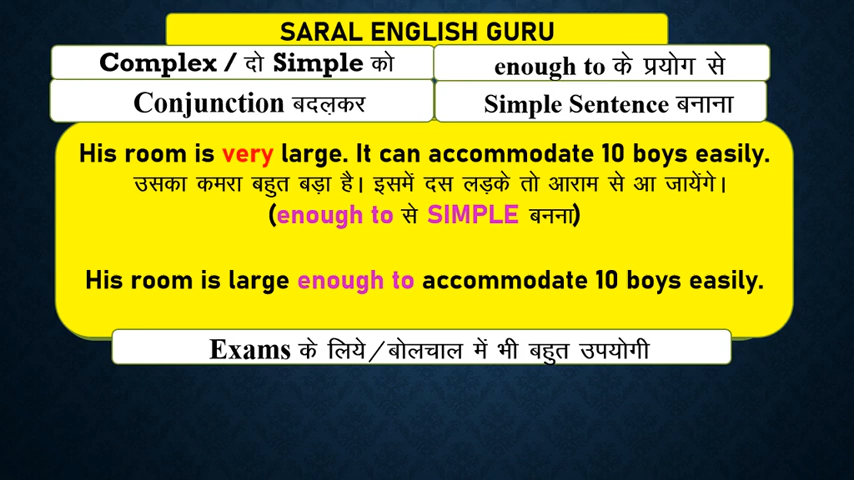 SARAL ENGLISH GURU
Complex / दो Simple को
enough to के प्रयोग से
Conjunction बदलकर
Simple Sentence बनाना
His room is very large. It can accommodate 10 boys easily.
उसका कमरा बहुत बड़ा है। इसमें दस लड़के तो आराम से आ जायेंगे।
(enough to से SIMPLE बनना)
His room is large enough to accommodate 10 boys easily.
Exams के लिये/बोलचाल में भी बहुत उपयोगी